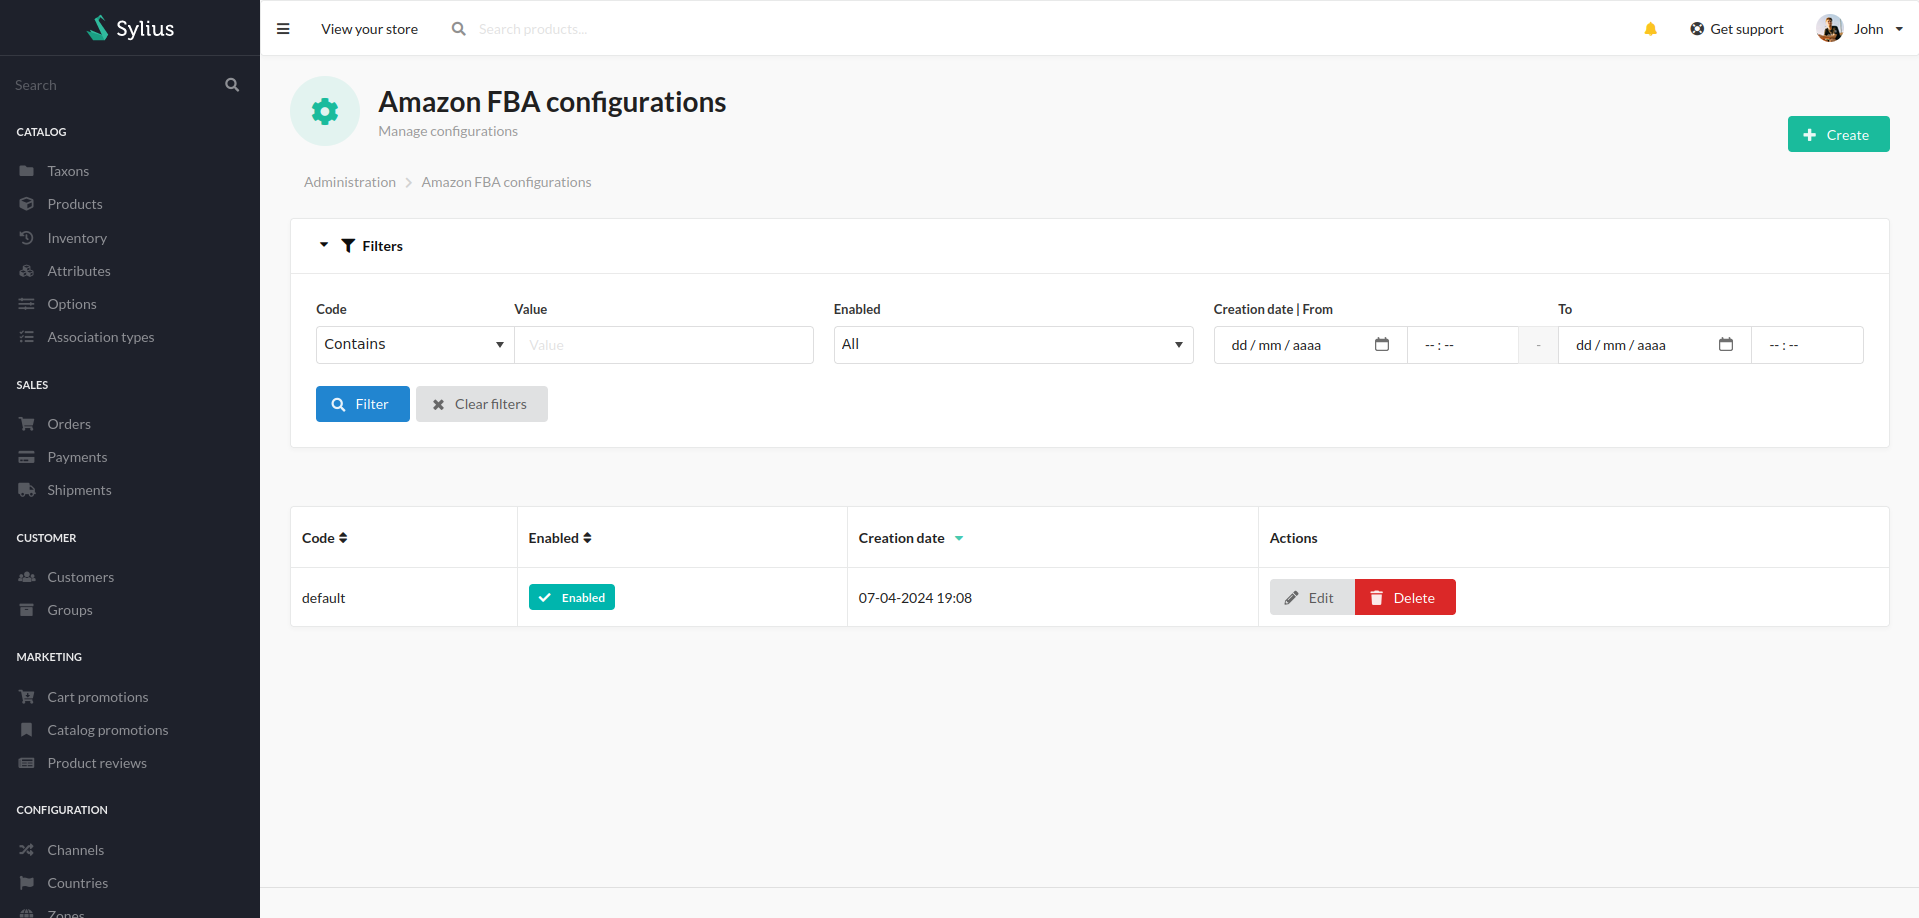 Sylius
View your store
Search products...
Get support
John
Search
CATALOG
Taxons
Products
Inventory
Attributes
Options
Association types
SALES
Orders
Payments
Shipments
CUSTOMER
Customers
Groups
MARKETING
Cart promotions
Catalog promotions
Product reviews
CONFIGURATION
Channels
Countries
Zones
Amazon FBA configurations
Manage configurations
Create
Administration
Amazon FBA configurations
Filters
Code Value Enabled Creation date | From To
Contains Value All dd / mm / aaaa -- : -- - dd / mm / aaaa -- : --
Filter Clear filters
Code Enabled Creation date Actions
default Enabled 07-04-2024 19:08 Edit Delete